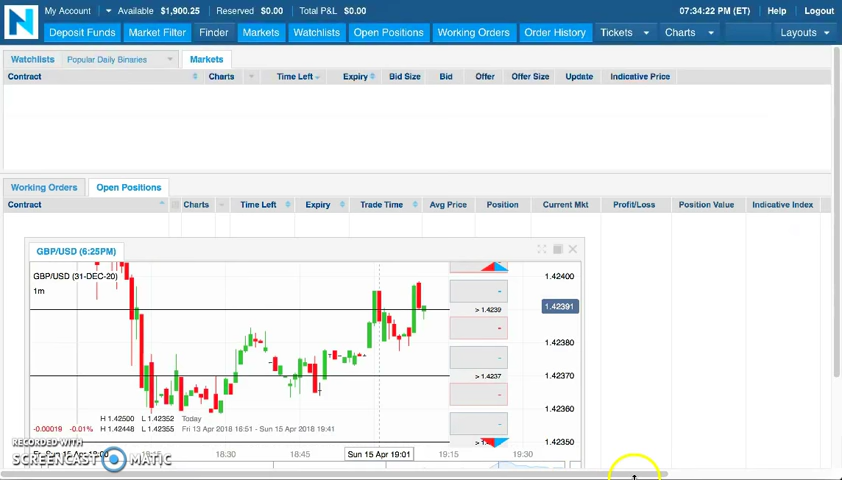 N My Account Available $1,900.25 Reserved $0.00 Total P&L $0.00 07:34:22 PM (ET) Help Logout
Deposit Funds Market Filter Finder Markets Watchlists Open Positions Working Orders Order History Tickets Charts Layouts
Watchlists Popular Daily Binaries Markets
Contract Charts Time Left Expiry Bid Size Bid Offer Offer Size Update Indicative Price
Working Orders Open Positions
Contract Charts Time Left Expiry Trade Time Avg Price Position Current Mkt Profit/Loss Position Value Indicative Index
GBP/USD (6:25PM)
GBP/USD (31-DEC-20)
1m
1.42400
> 1.4239
1.42391
1.42380
> 1.4237
1.42370
1.42360
1.42350
H 1.42500 L 1.42352 Today
-0.00019 -0.01% H 1.42448 L 1.42355 Fri 13 Apr 2018 16:51 - Sun 15 Apr 2018 19:41
18:30 18:45 Sun 15 Apr 19:01 19:15 19:30
RECORDED WITH
SCREENCAST MATIC